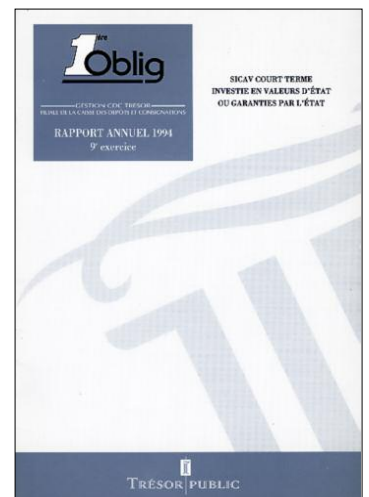 1ère Oblig
GESTION CDC TRESOR
FILIALE DE LA CAISSE DES DÉPÔTS ET CONSIGNATIONS
RAPPORT ANNUEL 1994
9e exercice
SICAV COURT TERME
INVESTIE EN VALEURS D'ÉTAT
OU GARANTIES PAR L'ÉTAT
TRÉSOR PUBLIC